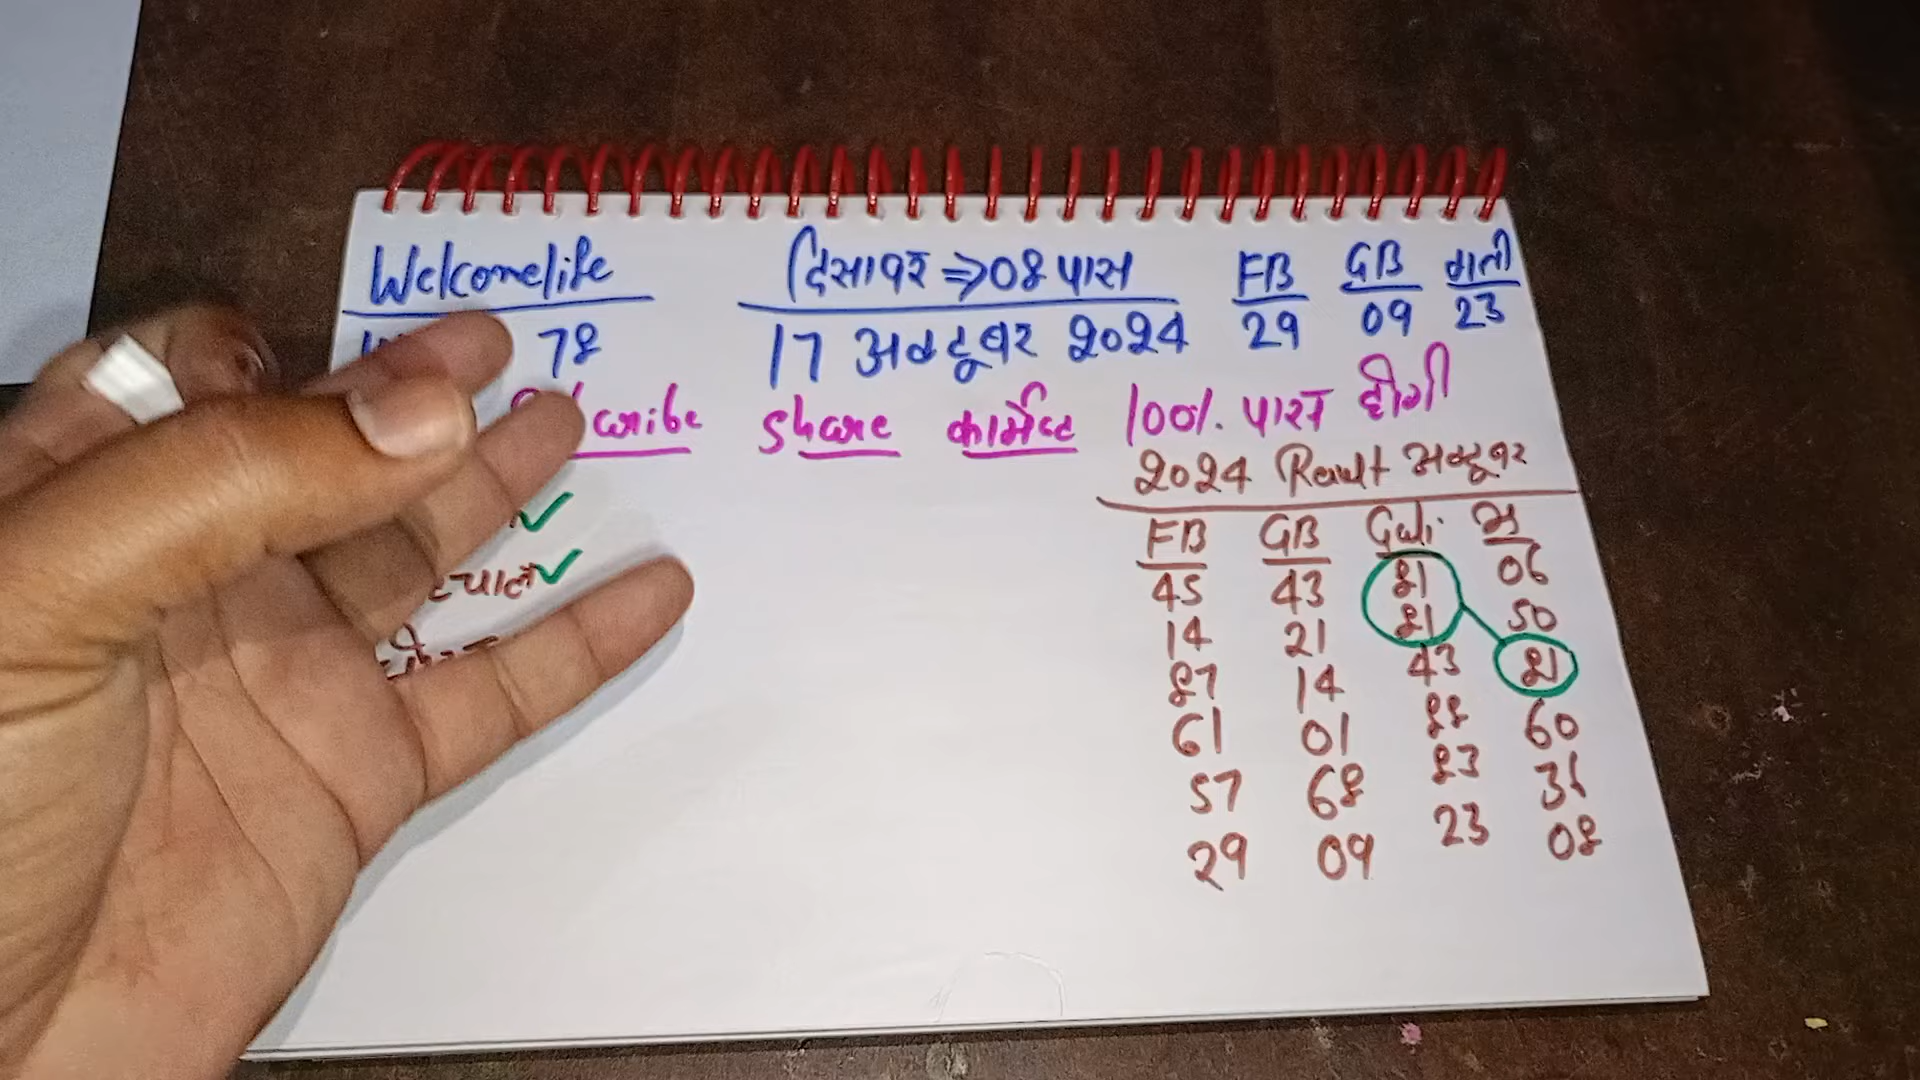 Welcomelife दिसावर ⇒ 08 पास FB GB गली
78 17 अक्टूबर 2024 29 09 23
share कॉमेंट 100% पास होगी
2024 Result अक्टूबर
FB GB Gali
45 43 81 06
14 21 81 50
87 14 43 81
61 01 88 60
57 68 83 36
29 09 23 08